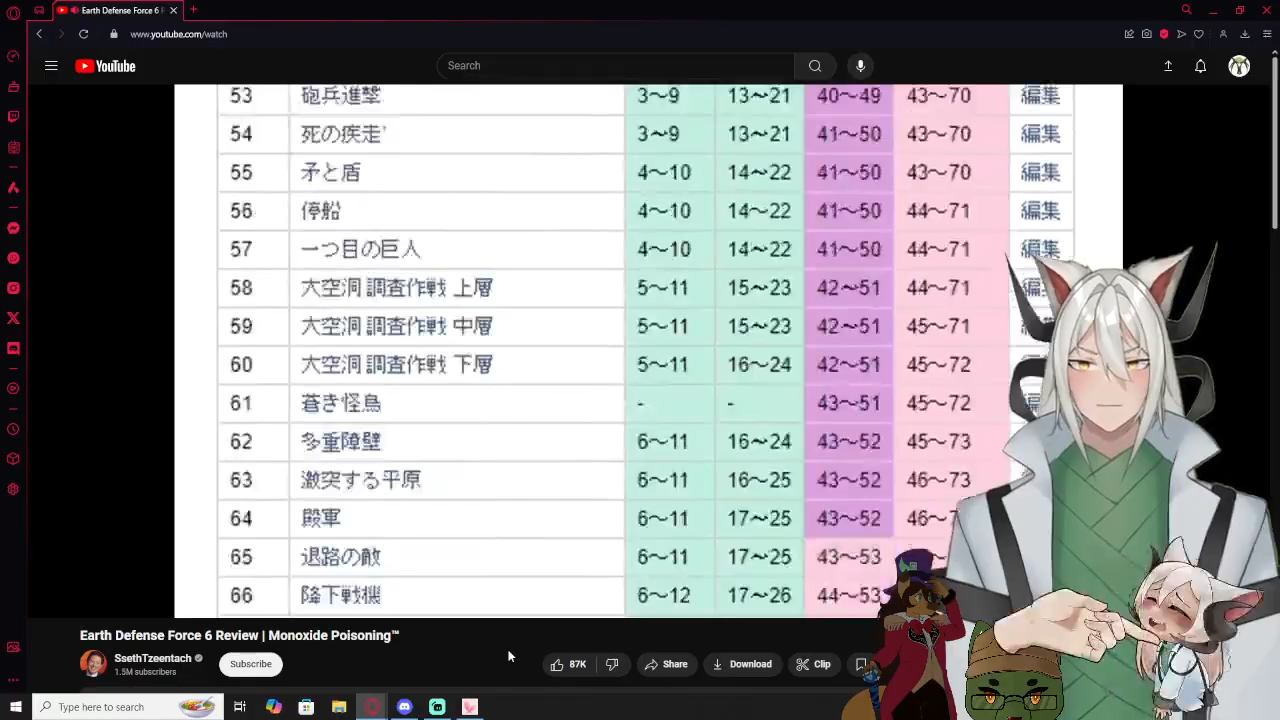 Earth Defense Force 6 R
www.youtube.com/watch
YouTube
Search
53 砲兵進撃 3～9 13～21 40～49 43～70 編集
54 死の疾走' 3～9 13～21 41～50 43～70 編集
55 矛と盾 4～10 14～22 41～50 43～70 編集
56 停船 4～10 14～22 41～50 44～71 編集
57 一つ目の巨人 4～10 14～22 41～50 44～71 編集
58 大空洞 調査作戦 上層 5～11 15～23 42～51 44～71
59 大空洞 調査作戦 中層 5～11 15～23 42～51 45～71
60 大空洞 調査作戦 下層 5～11 16～24 42～51 45～72
61 蒼き怪鳥 - - 43～51 45～72
62 多重障壁 6～11 16～24 43～52 45～73
63 激突する平原 6～11 16～25 43～52 46～73
64 殿軍 6～11 17～25 43～52 46～7
65 退路の敵 6～11 17～25 43～53
66 降下戦機 6～12 17～26 44～53
Earth Defense Force 6 Review | Monoxide Poisoning™
SsethTzeentach
1.5M subscribers
Subscribe
87K
Share
Download
Clip
Type here to search